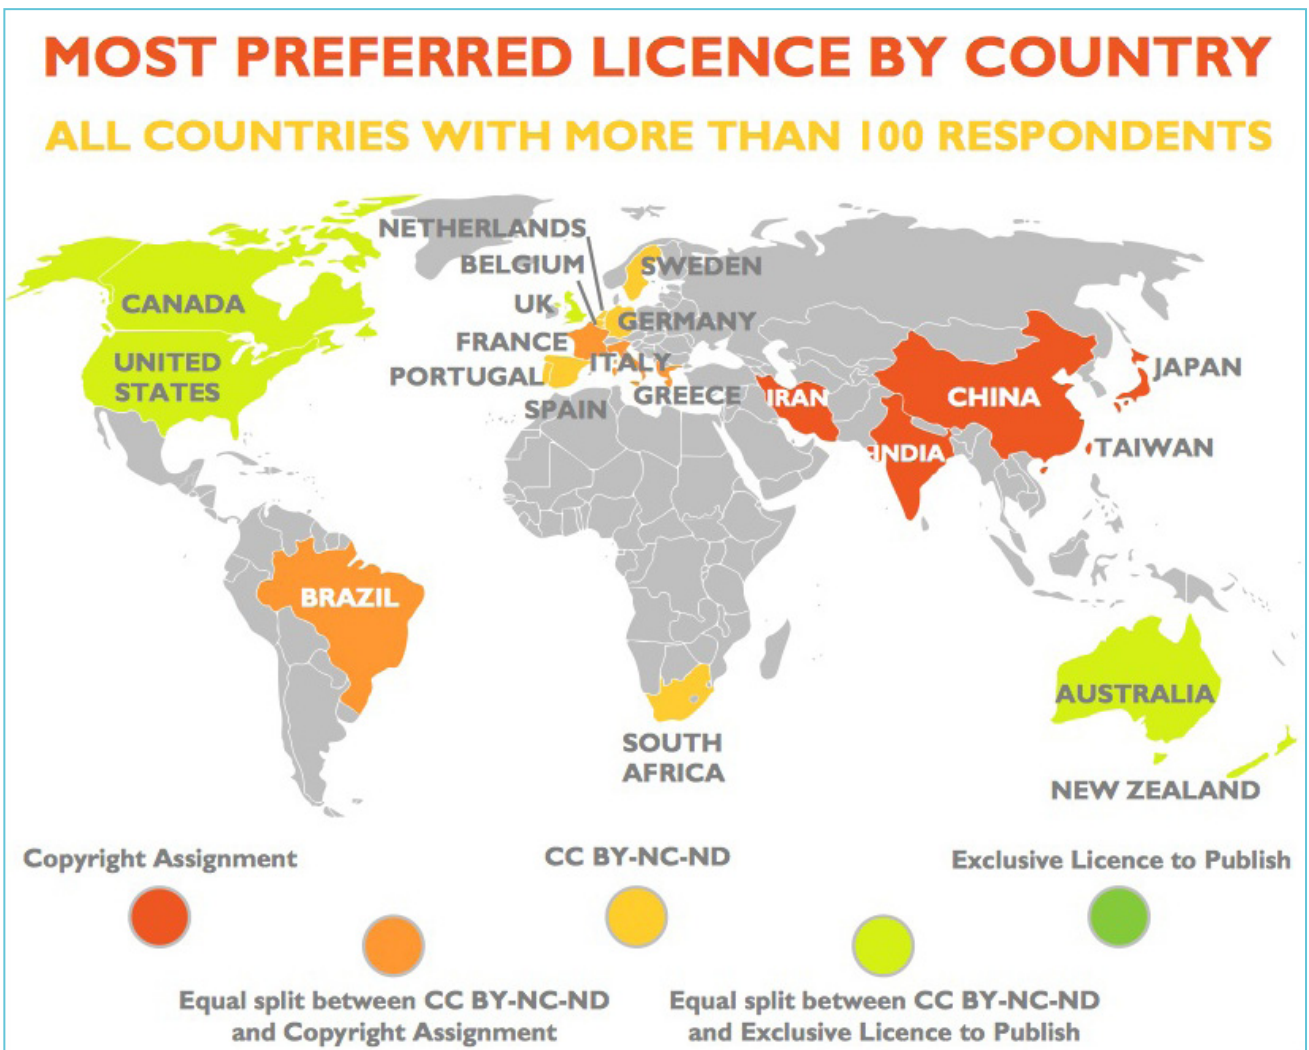 MOST PREFERRED LICENCE BY COUNTRY
ALL COUNTRIES WITH MORE THAN 100 RESPONDENTS
NETHERLANDS
BELGIUM
SWEDEN
UK
CANADA
GERMANY
FRANCE
UNITED
STATES
ITALY
PORTUGAL
JAPAN
GREECE
IRAN
CHINA
SPAIN
TAIWAN
INDIA
BRAZIL
AUSTRALIA
SOUTH
AFRICA
NEW ZEALAND
Copyright Assignment
CC BY-NC-ND
Exclusive Licence to Publish
Equal split between CC BY-NC-ND
and Copyright Assignment
Equal split between CC BY-NC-ND
and Exclusive Licence to Publish